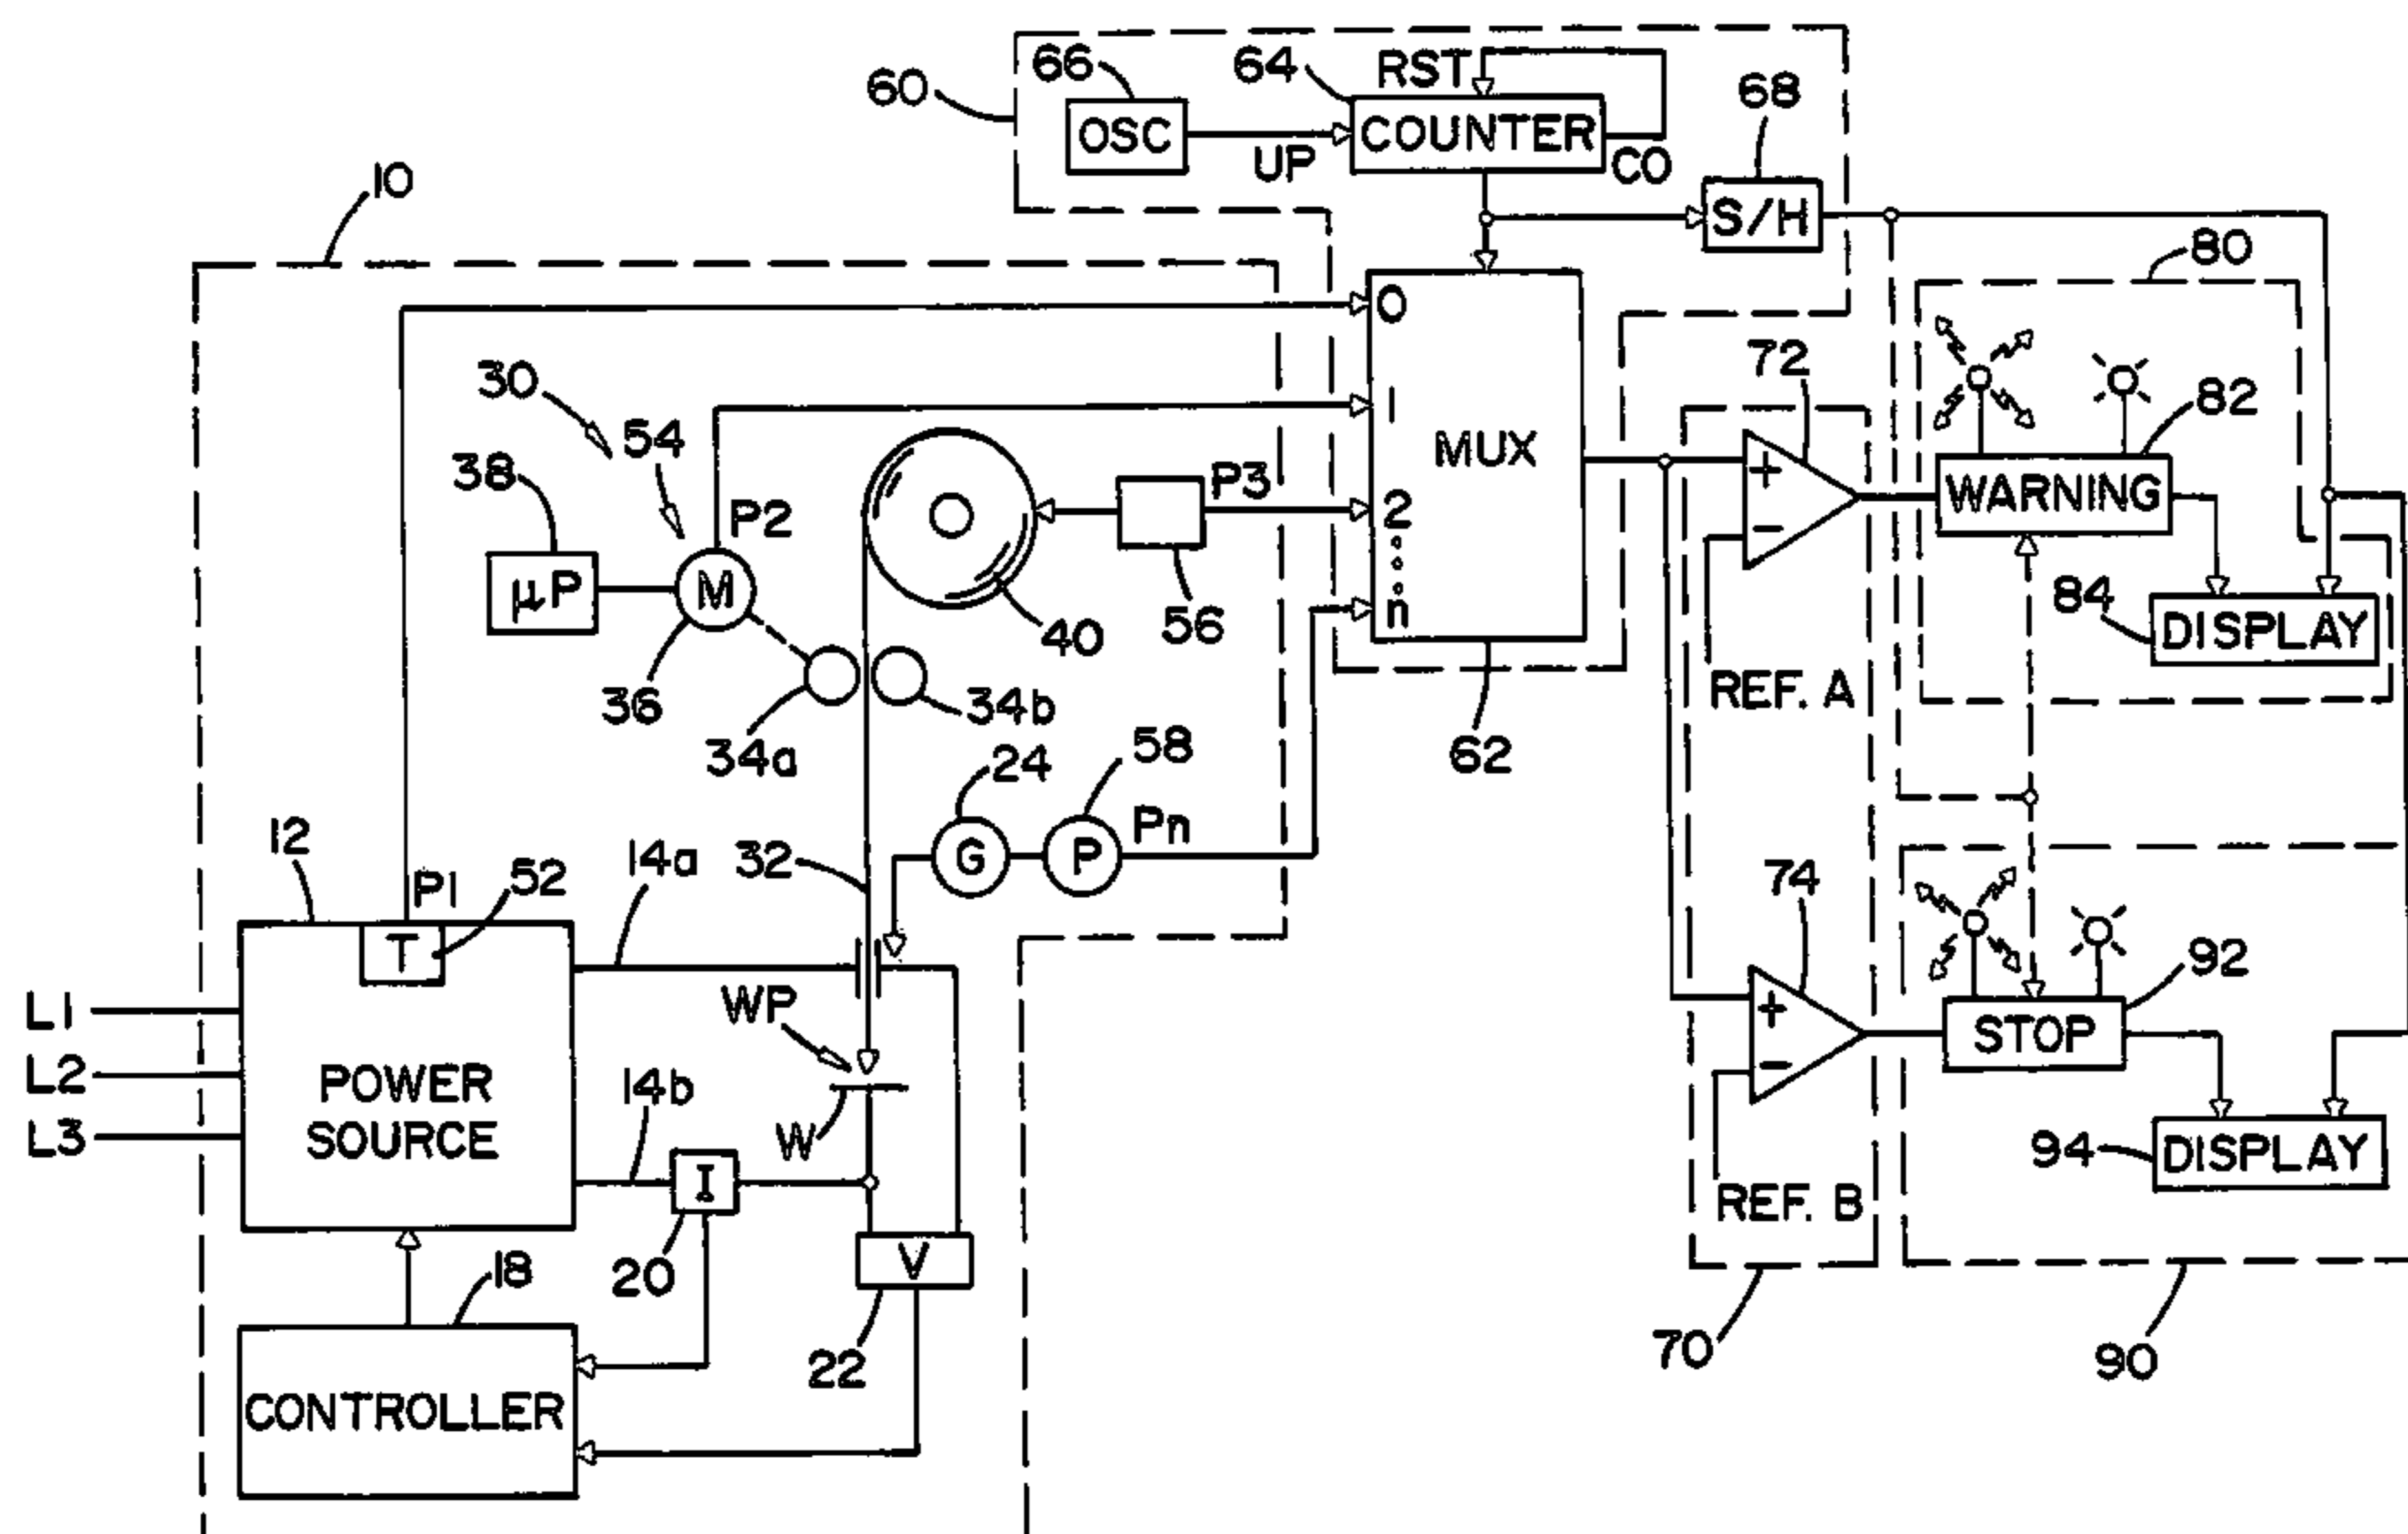 66
64
RST
60
68
OSC
COUNTER
UP
CO
10
S/H
80
0
72
30
54
1
82
38
P2
MUX
P3
+
WARNING
2
−
μP
M
84
n
56
40
DISPLAY
36
34b
REF. A
34a
24
58
62
12
14a
32
Pn
G
P
74
P1
52
T
92
WP
L1
+
STOP
L2
POWER
14b
−
L3
SOURCE
W
94
DISPLAY
I
REF. B
18
20
V
22
70
90
CONTROLLER